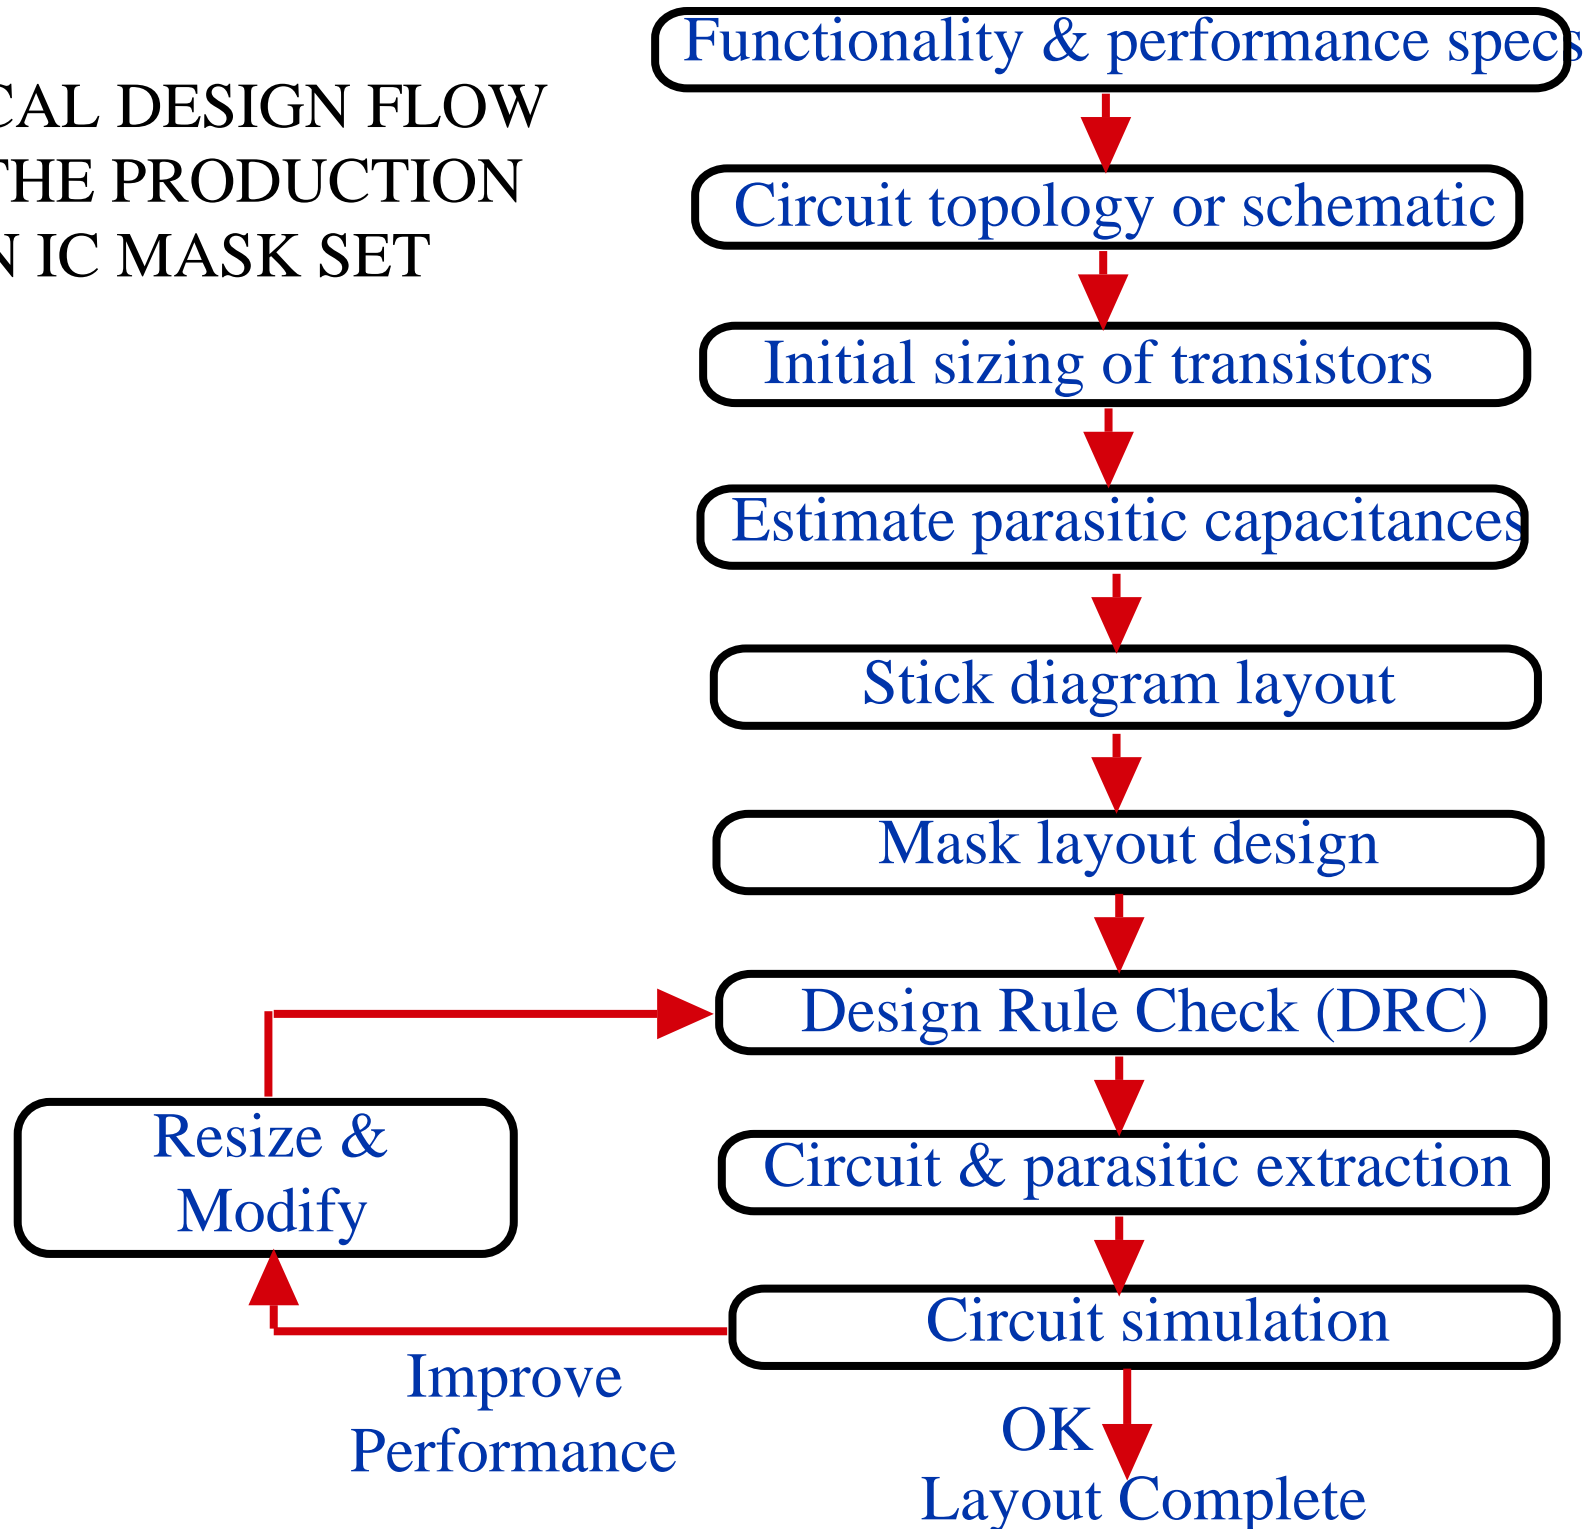 CAL DESIGN FLOW
THE PRODUCTION
N IC MASK SET
Functionality & performance specs
Circuit topology or schematic
Initial sizing of transistors
Estimate parasitic capacitances
Stick diagram layout
Mask layout design
Design Rule Check (DRC)
Resize &
Modify
Circuit & parasitic extraction
Circuit simulation
Improve
Performance
OK
Layout Complete